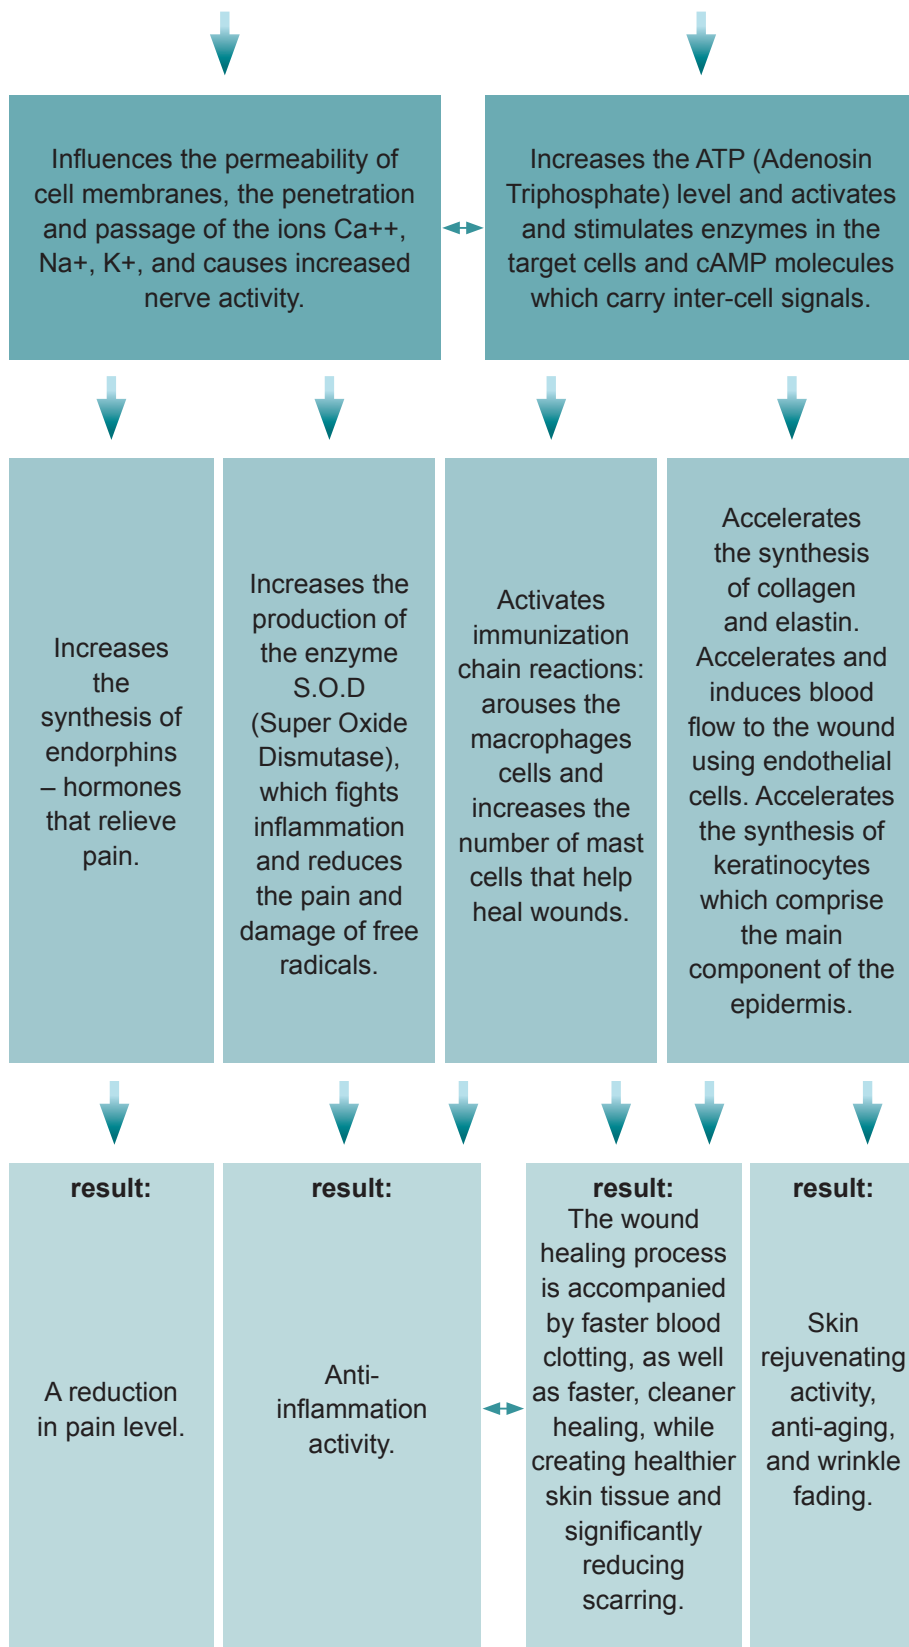 Influences the permeability of
cell membranes, the penetration
and passage of the ions Ca++,
Na+, K+, and causes increased
nerve activity.
Increases the ATP (Adenosin
Triphosphate) level and activates
and stimulates enzymes in the
target cells and cAMP molecules
which carry inter-cell signals.
Increases
the
synthesis of
endorphins
– hormones
that relieve
pain.
Increases the
production of
the enzyme
S.O.D
(Super Oxide
Dismutase),
which fights
inflammation
and reduces
the pain and
damage of free
radicals.
Activates
immunization
chain reactions:
arouses the
macrophages
cells and
increases the
number of mast
cells that help
heal wounds.
Accelerates
the synthesis
of collagen
and elastin.
Accelerates and
induces blood
flow to the wound
using endothelial
cells. Accelerates
the synthesis of
keratinocytes
which comprise
the main
component of the
epidermis.
result:
A reduction
in pain level.
result:
Anti-
inflammation
activity.
result:
The wound
healing process
is accompanied
by faster blood
clotting, as well
as faster, cleaner
healing, while
creating healthier
skin tissue and
significantly
reducing
scarring.
result:
Skin
rejuvenating
activity,
anti-aging,
and wrinkle
fading.